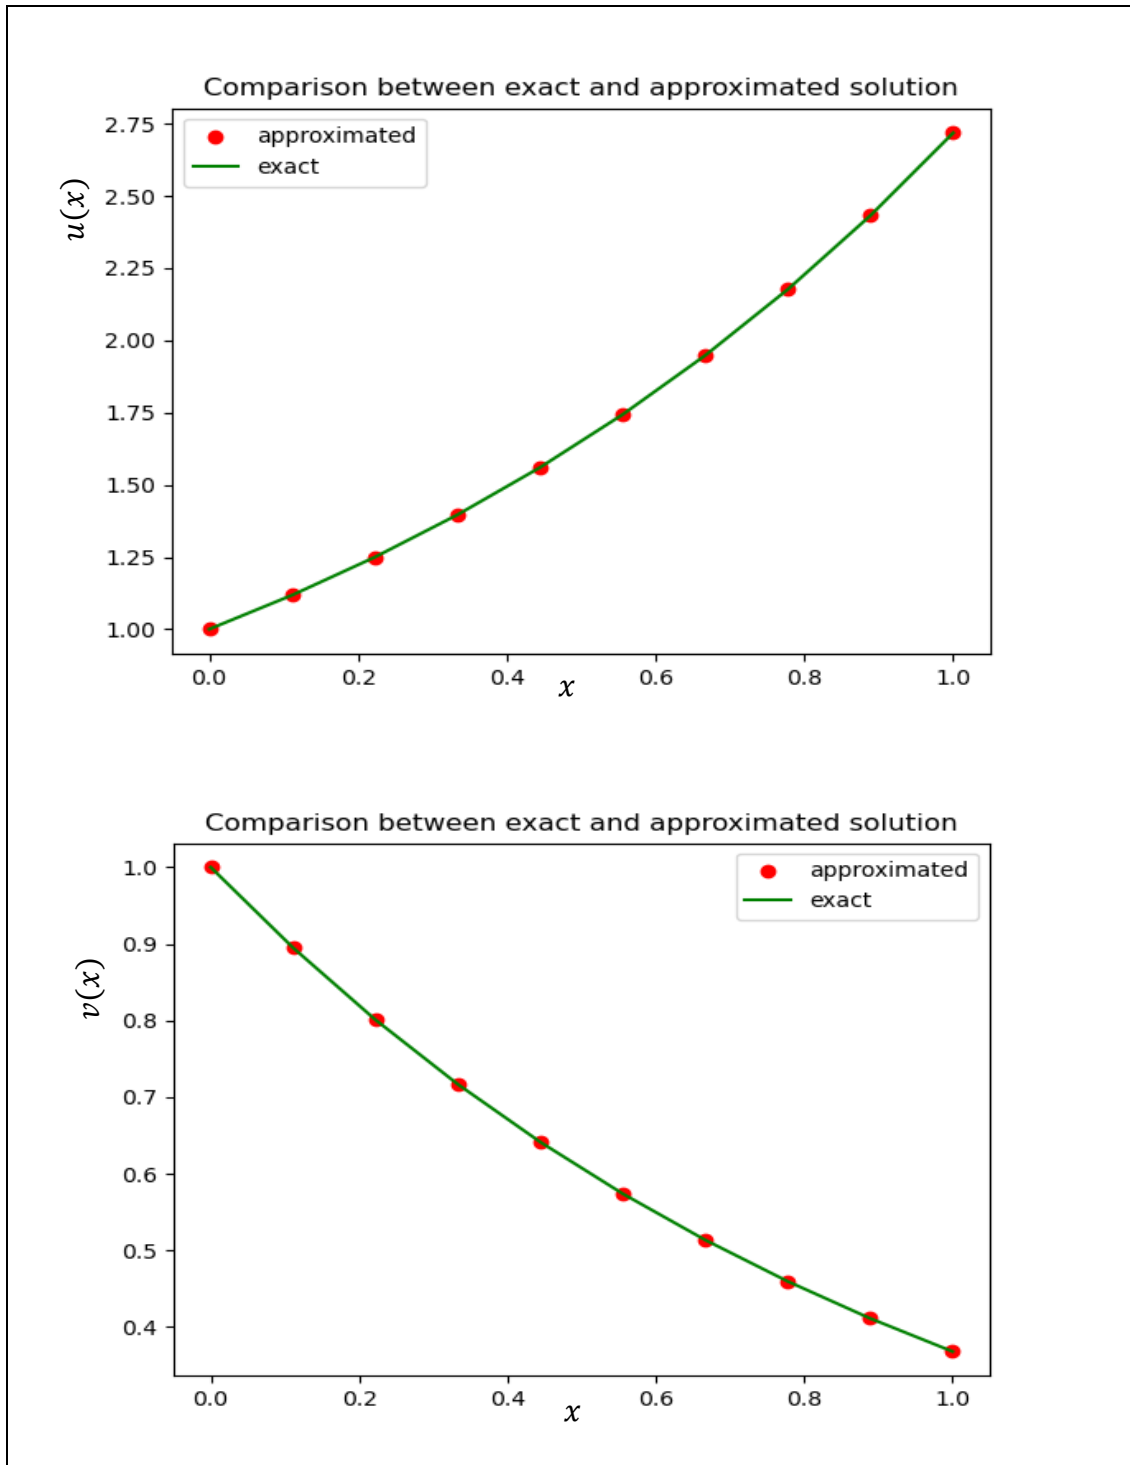 Comparison between exact and approximated solution
2.75
2.50
2.25
2.00
1.75
1.50
1.25
1.00
u(x)
approximated
exact
0.0 0.2 0.4 0.6 0.8 1.0
x
Comparison between exact and approximated solution
1.0
0.9
0.8
0.7
0.6
0.5
0.4
v(x)
approximated
exact
0.0 0.2 0.4 0.6 0.8 1.0
x